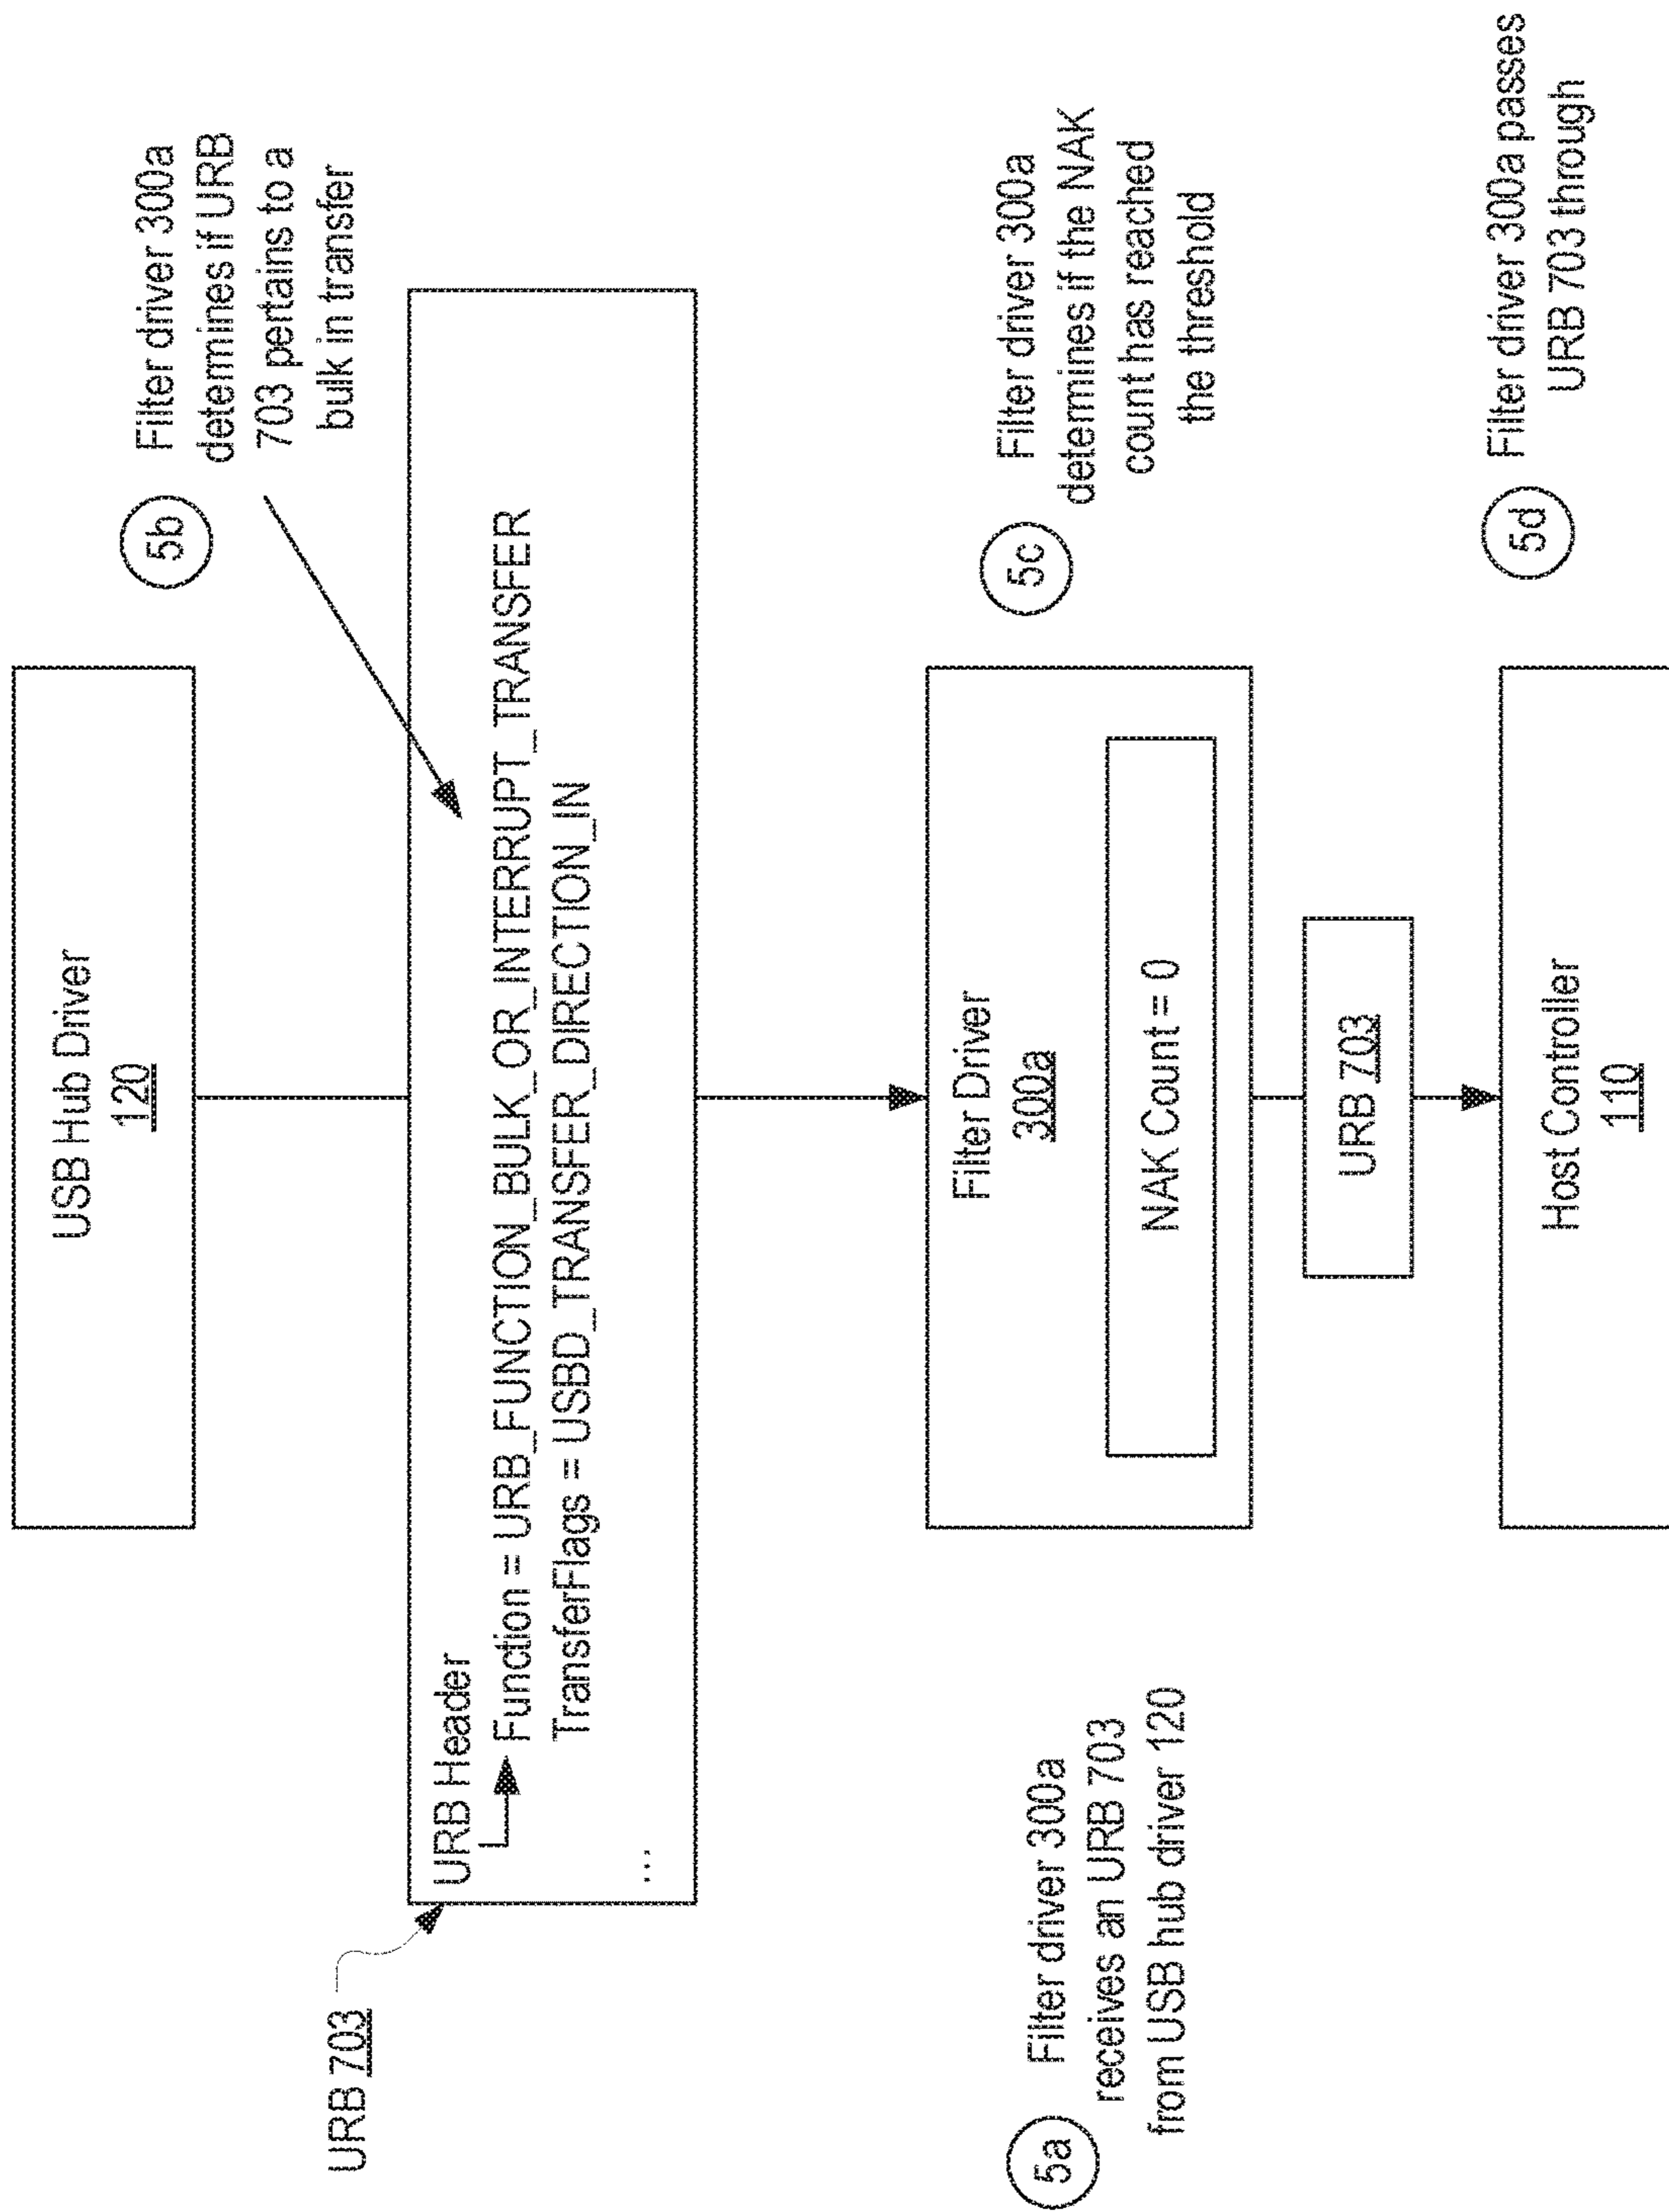 USB Hub Driver
120
5b
Filter driver 300a
determines if URB
703 pertains to a
bulk in transfer
URB 703
URB Header
Function = URB_FUNCTION_BULK_OR_INTERRUPT_TRANSFER
TransferFlags = USBD_TRANSFER_DIRECTION_IN
...
5a
Filter driver 300a
receives an URB 703
from USB hub driver 120
Filter Driver
300a
NAK Count = 0
5c
Filter driver 300a
determines if the NAK
count has reached
the threshold
URB 703
5d
Filter driver 300a passes
URB 703 through
Host Controller
110